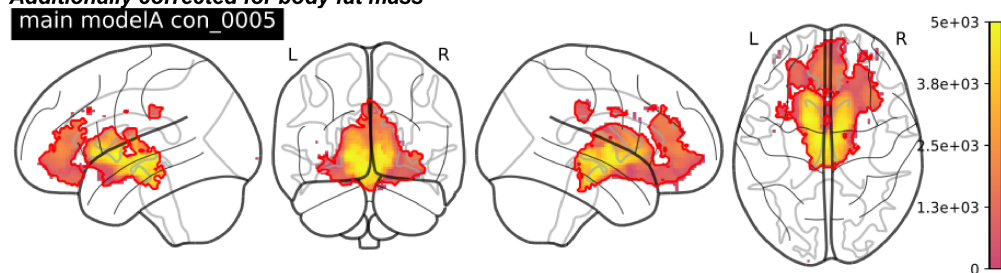 Additionally corrected for body fat mass
main modelA con_0005
L R L R
5e+03
3.8e+03
2.5e+03
1.3e+03
0